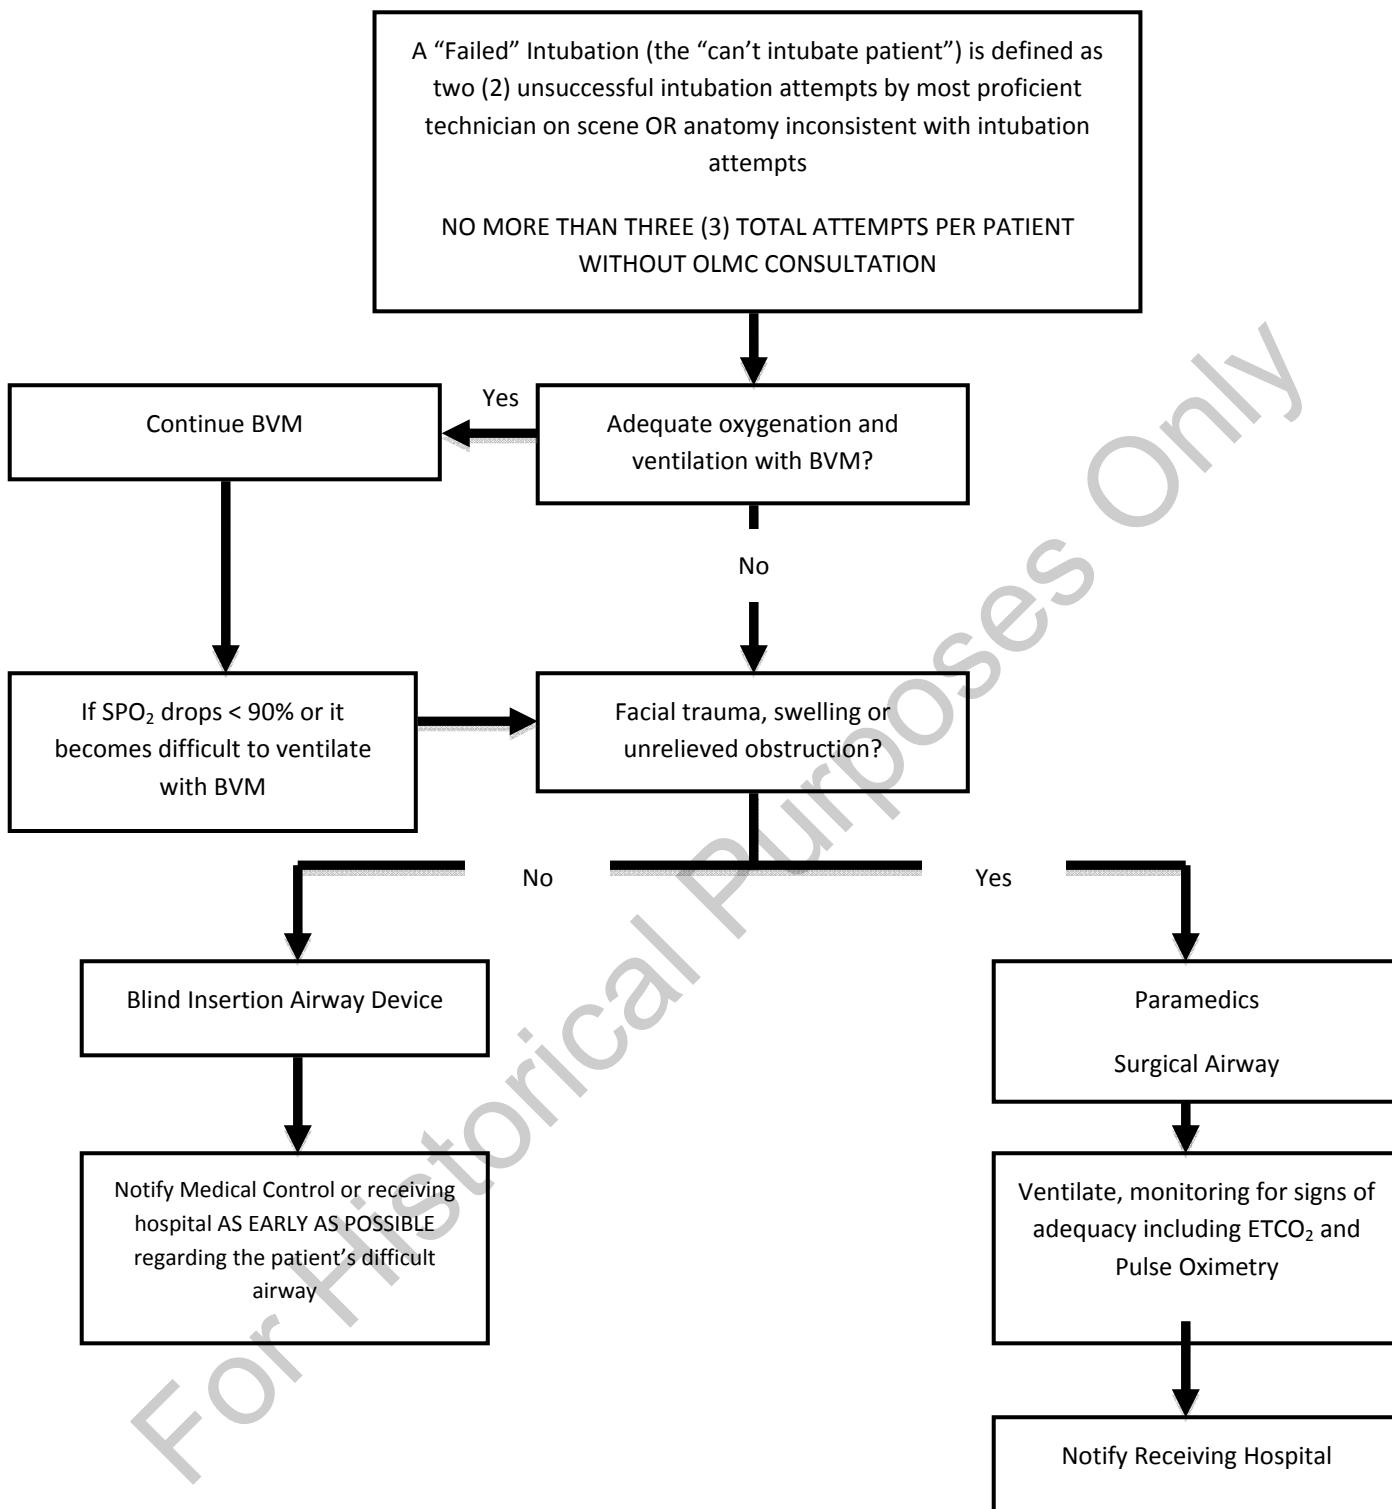 A “Failed” Intubation (the “can’t intubate patient”) is defined as
two (2) unsuccessful intubation attempts by most proficient
technician on scene OR anatomy inconsistent with intubation
attempts
NO MORE THAN THREE (3) TOTAL ATTEMPTS PER PATIENT
WITHOUT OLMC CONSULTATION
Continue BVM
Yes
Adequate oxygenation and
ventilation with BVM?
No
If SPO₂ drops < 90% or it
becomes difficult to ventilate
with BVM
Facial trauma, swelling or
unrelieved obstruction?
No
Yes
Blind Insertion Airway Device
Paramedics
Surgical Airway
Notify Medical Control or receiving
hospital AS EARLY AS POSSIBLE
regarding the patient’s difficult
airway
Ventilate, monitoring for signs of
adequacy including ETCO₂ and
Pulse Oximetry
Notify Receiving Hospital
For Historical Purposes Only